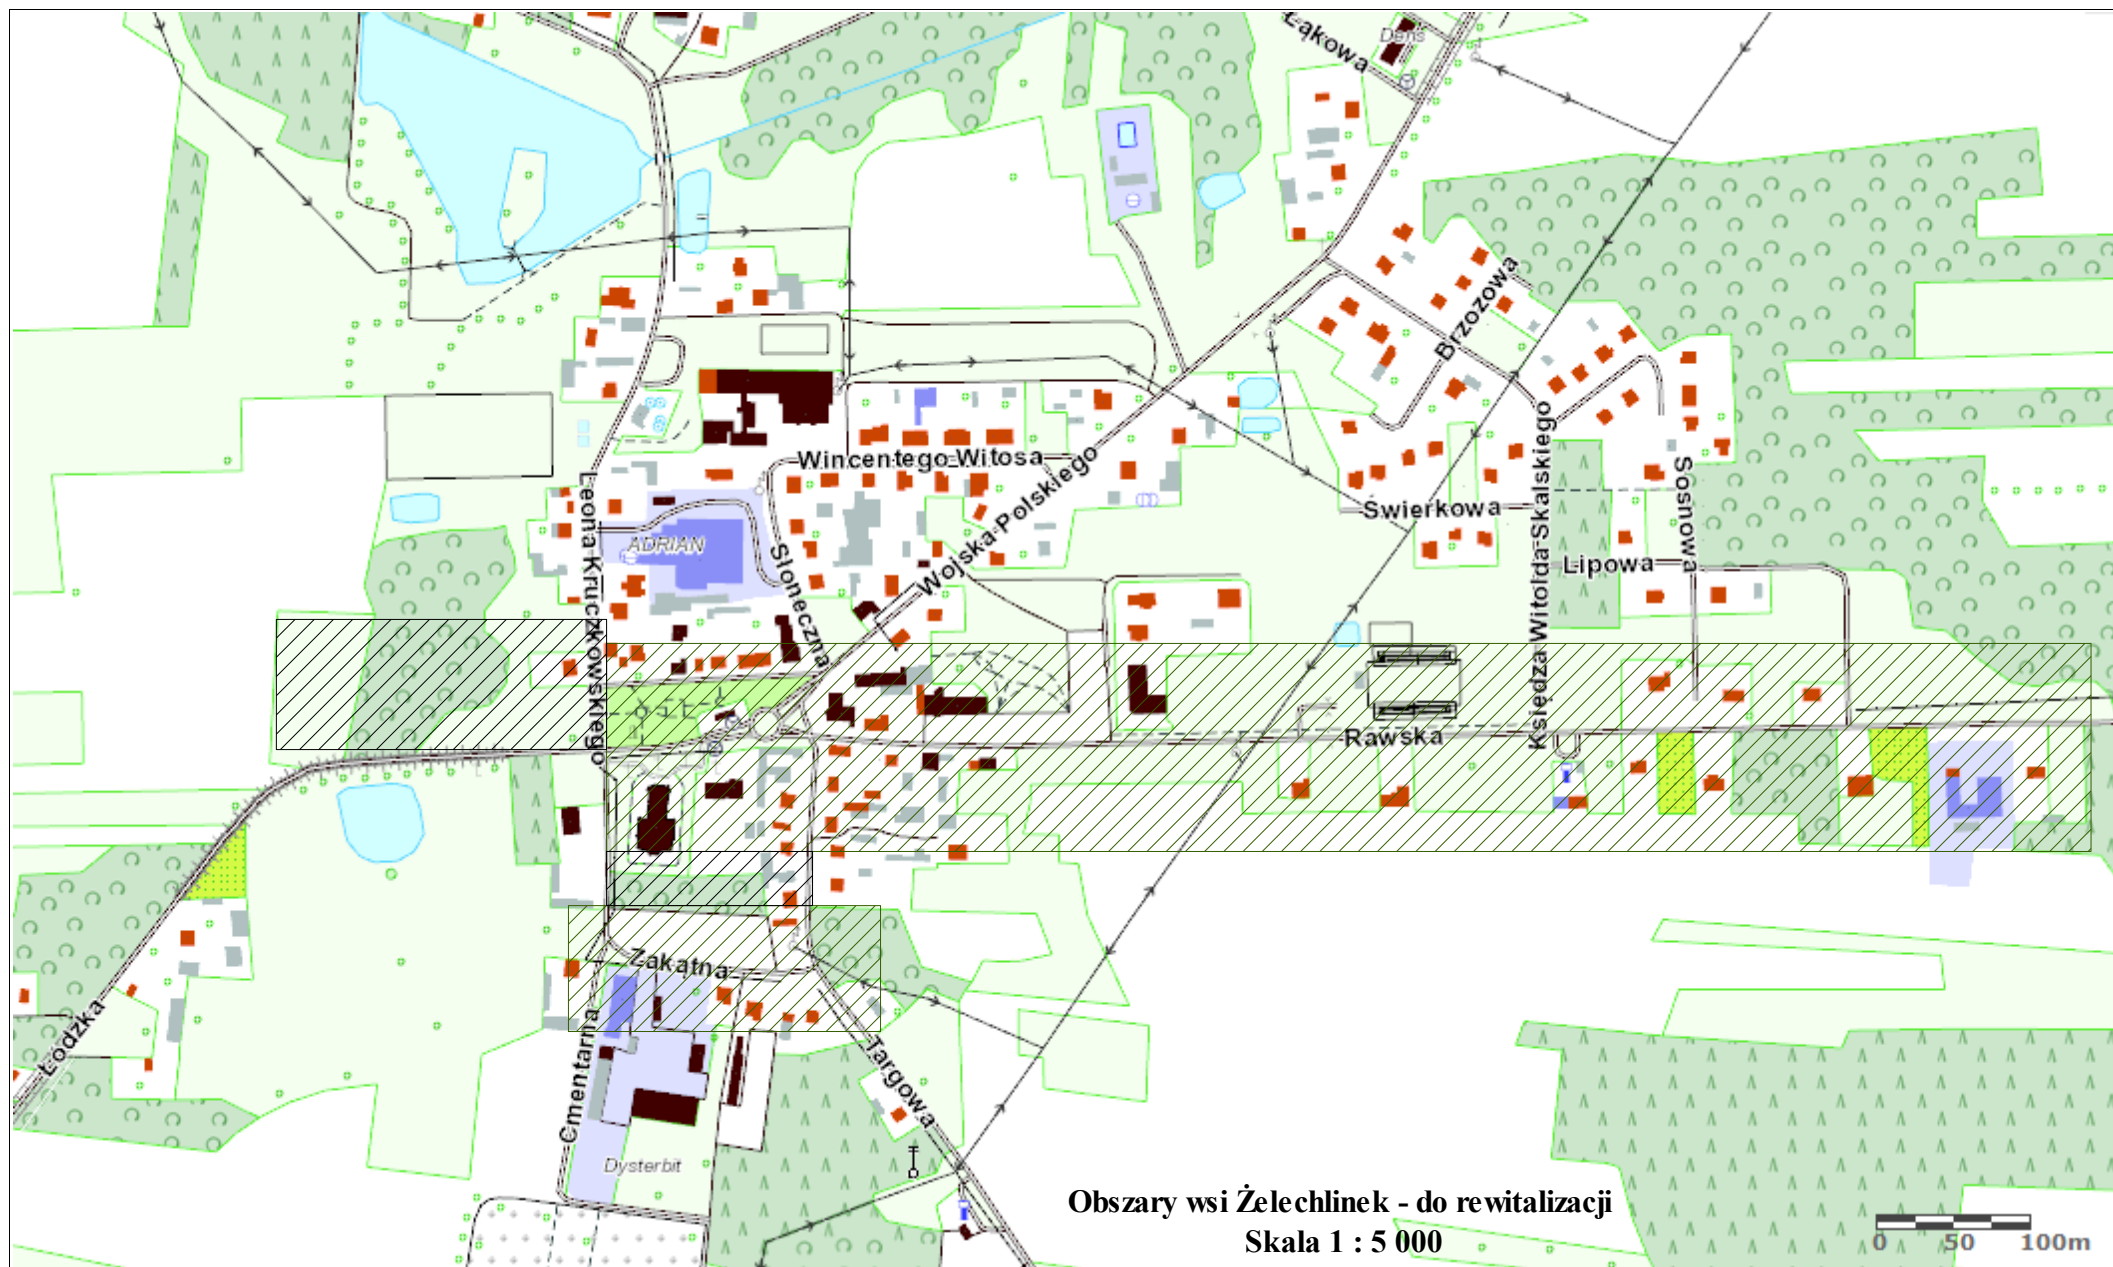 Łąkowa
Dens
Brzozowa
Wincentego Witosa
Wojska Polskiego
Leona Kruczkowskiego
ADRIAN
Słoneczna
Świerkowa
Księdza Witolda Skalskiego
Sosnowa
Lipowa
Rawska
Zakątna
Łódzka
Cmentarna
Targowa
Dysterbit
Obszary wsi Żelechlinek - do rewitalizacji
Skala 1 : 5 000
0 50 100m